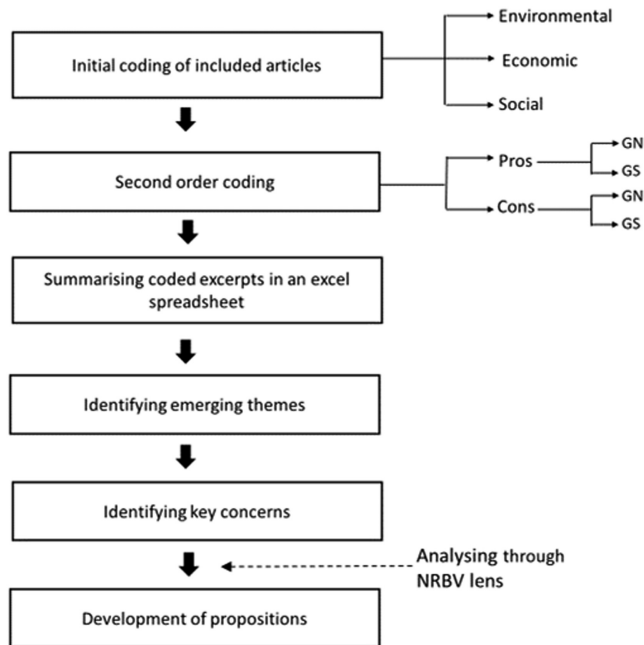 Environmental
Initial coding of included articles
Economic
Social
Second order coding
Pros
GN
GS
Cons
GN
GS
Summarising coded excerpts in an excel
spreadsheet
Identifying emerging themes
Identifying key concerns
Analysing through
NRBV lens
Development of propositions